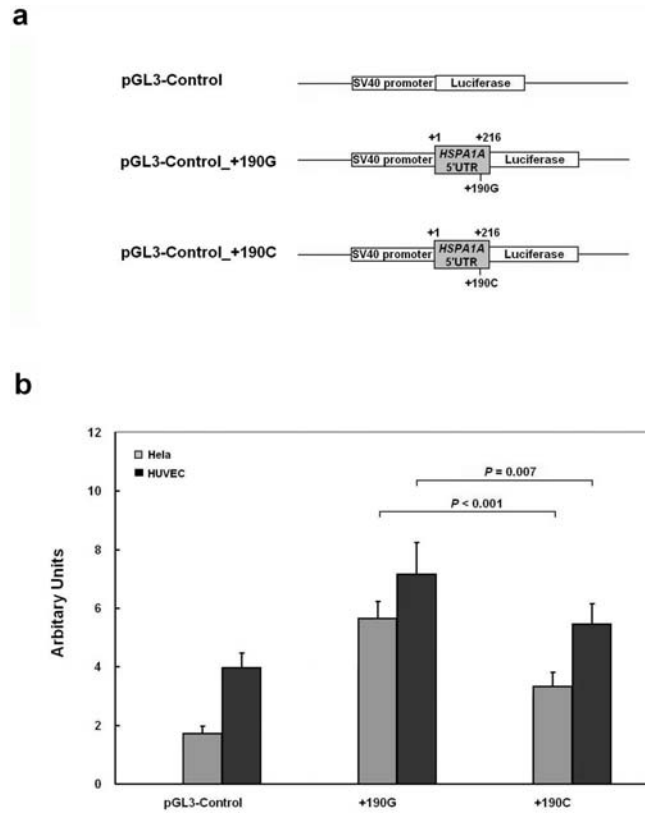 a
pGL3-Control
SV40 promoter Luciferase
+1 +216
pGL3-Control_+190G
SV40 promoter HSPA1A 5'UTR Luciferase
+190G
+1 +216
pGL3-Control_+190C
SV40 promoter HSPA1A 5'UTR Luciferase
+190C
b
12
10
8
6
4
2
0
Arbitary Units
Hela
HUVEC
P = 0.007
P < 0.001
pGL3-Control +190G +190C